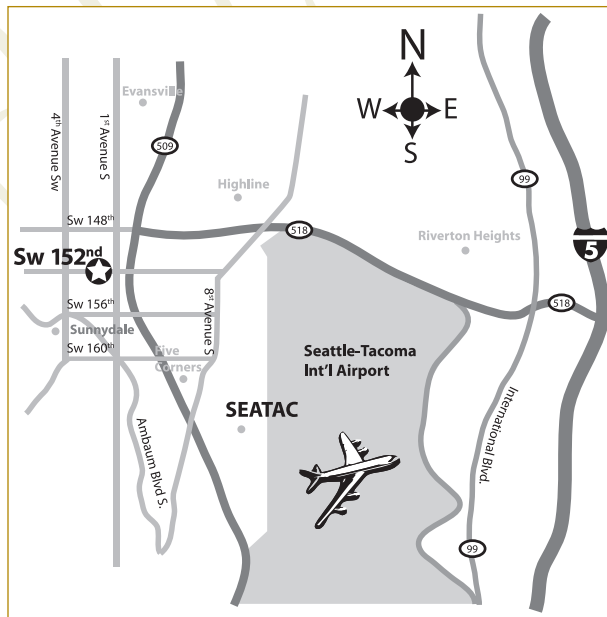 N
W E
S
Evansville
4th Avenue Sw
1st Avenue S
509
99
Highline
Sw 148th
518
Riverton Heights
5
Sw 152nd
8st Avenue S
518
Sw 156th
Sunnydale
Sw 160th
Five
Corners
Seattle-Tacoma
Int'l Airport
SEATAC
International Blvd.
Ambaum Blvd S.
99